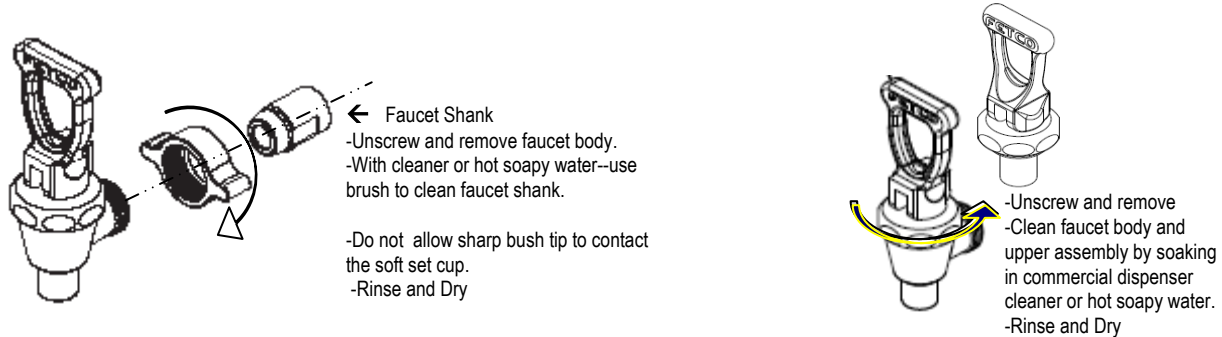 FETCO
← Faucet Shank
-Unscrew and remove faucet body.
-With cleaner or hot soapy water--use
brush to clean faucet shank.
-Do not allow sharp bush tip to contact
the soft set cup.
-Rinse and Dry
FETCO
FETCO
-Unscrew and remove
-Clean faucet body and
upper assembly by soaking
in commercial dispenser
cleaner or hot soapy water.
-Rinse and Dry